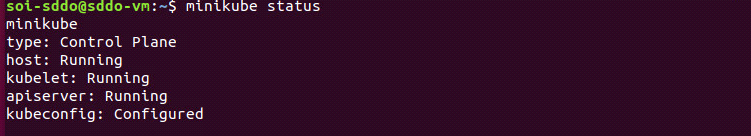 soi-sddo@sddo-vm:~$ minikube status
minikube
type: Control Plane
host: Running
kubelet: Running
apiserver: Running
kubeconfig: Configured